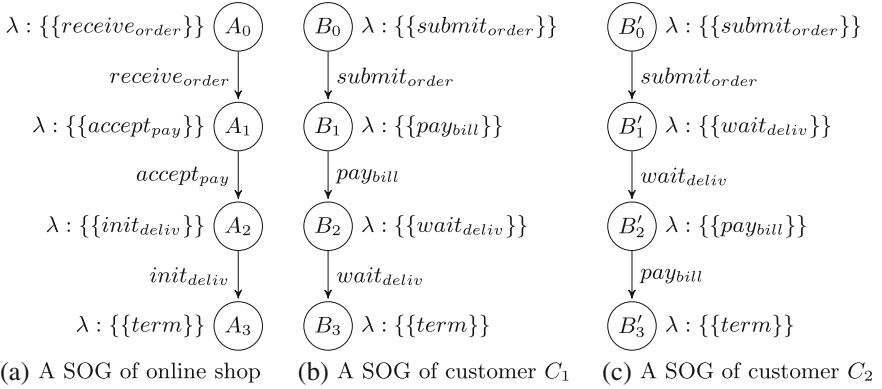 λ : {{receive_order}} A_0 B_0 λ : {{submit_order}} B′_0 λ : {{submit_order}}
receive_order submit_order submit_order
λ : {{accept_pay}} A_1 B_1 λ : {{pay_bill}} B′_1 λ : {{wait_deliv}}
accept_pay pay_bill wait_deliv
λ : {{init_deliv}} A_2 B_2 λ : {{wait_deliv}} B′_2 λ : {{pay_bill}}
init_deliv wait_deliv pay_bill
λ : {{term}} A_3 B_3 λ : {{term}} B′_3 λ : {{term}}
(a) A SOG of online shop (b) A SOG of customer C_1 (c) A SOG of customer C_2